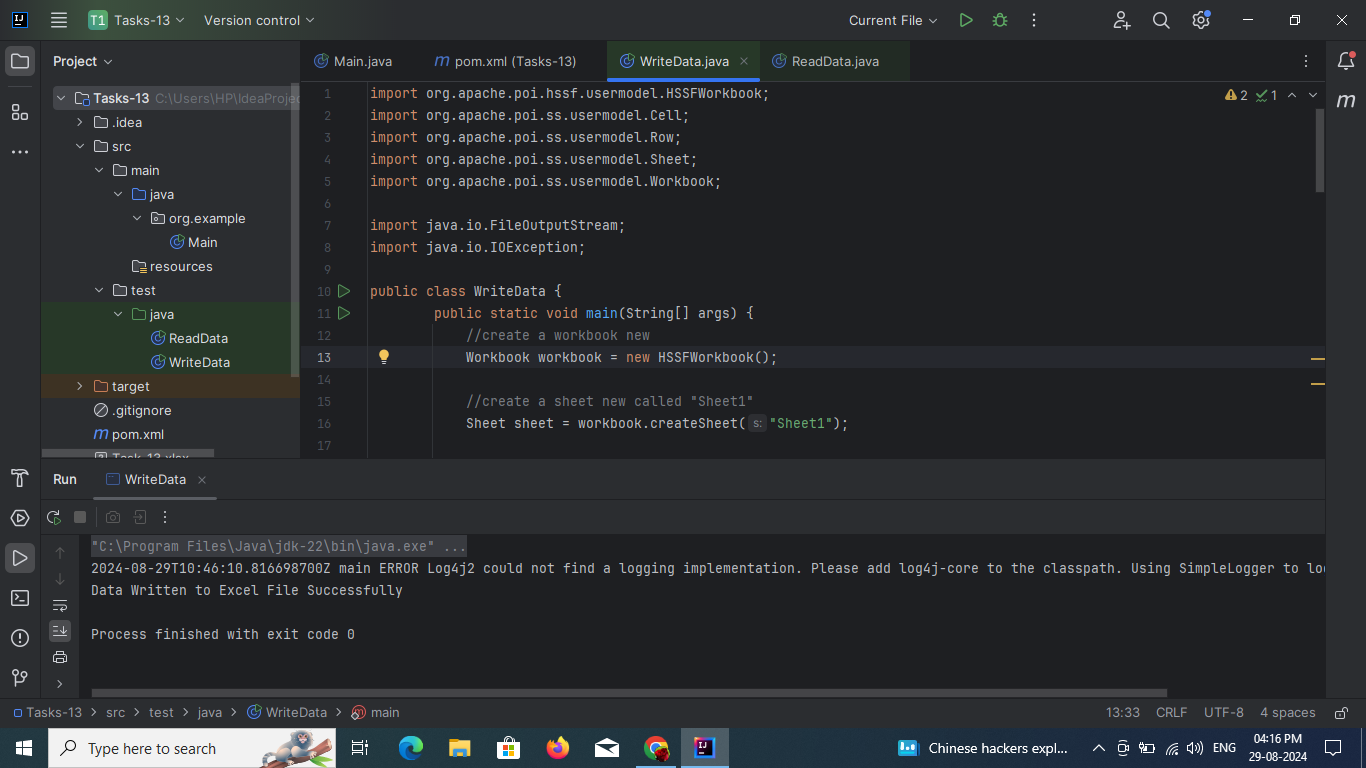 T1 Tasks-13 Version control Current File
Project
Main.java pom.xml (Tasks-13) WriteData.java ReadData.java
Tasks-13 C:\Users\HP\IdeaProjec
.idea
src
main
java
org.example
Main
resources
test
java
ReadData
WriteData
target
.gitignore
pom.xml
Task-13.xlsx
2 1
1 import org.apache.poi.hssf.usermodel.HSSFWorkbook;
2 import org.apache.poi.ss.usermodel.Cell;
3 import org.apache.poi.ss.usermodel.Row;
4 import org.apache.poi.ss.usermodel.Sheet;
5 import org.apache.poi.ss.usermodel.Workbook;
6
7 import java.io.FileOutputStream;
8 import java.io.IOException;
9
10 public class WriteData {
11 public static void main(String[] args) {
12 //create a workbook new
13 Workbook workbook = new HSSFWorkbook();
14
15 //create a sheet new called "Sheet1"
16 Sheet sheet = workbook.createSheet( s: "Sheet1");
17
Run WriteData
"C:\Program Files\Java\jdk-22\bin\java.exe" ...
2024-08-29T10:46:10.816698700Z main ERROR Log4j2 could not find a logging implementation. Please add log4j-core to the classpath. Using SimpleLogger to lo
Data Written to Excel File Successfully
Process finished with exit code 0
Tasks-13 > src > test > java > WriteData > main 13:33 CRLF UTF-8 4 spaces
Type here to search Chinese hackers expl... ENG 04:16 PM
29-08-2024